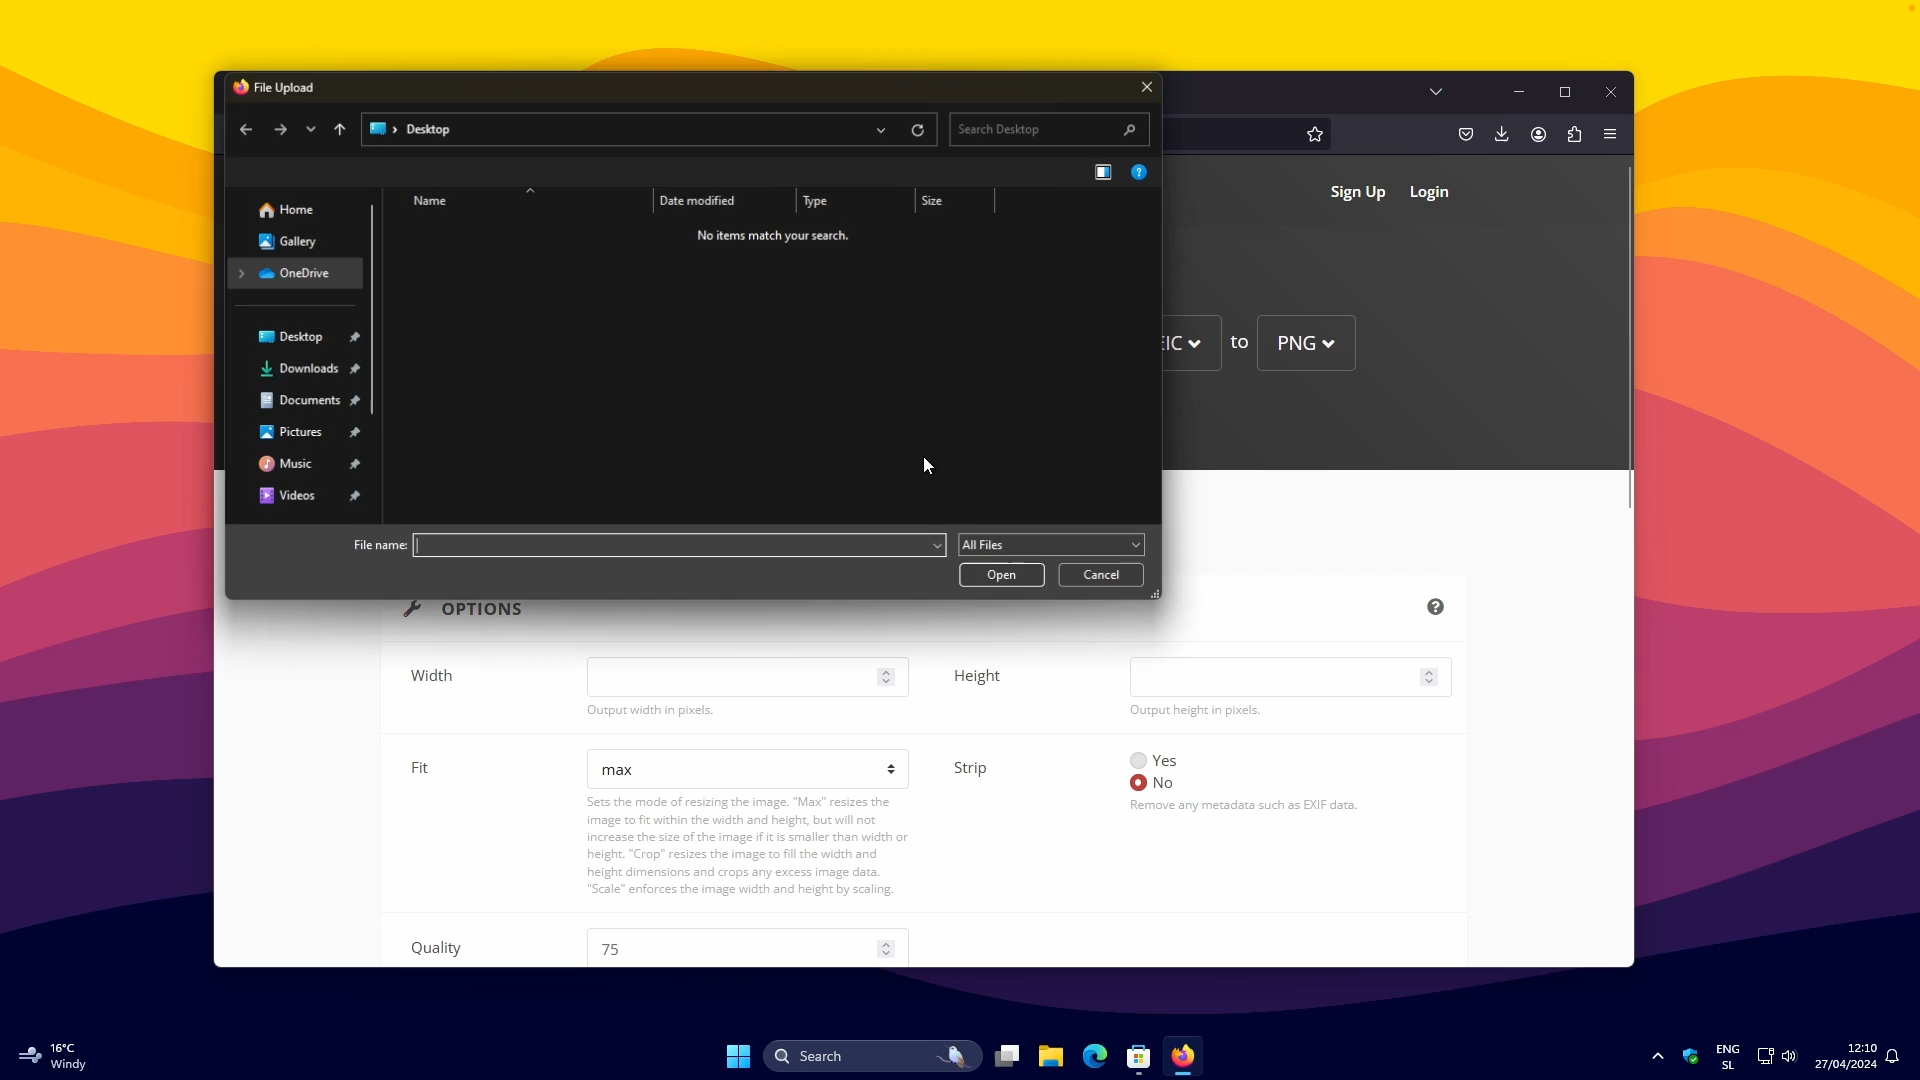 File Upload
Desktop
Search Desktop
Name
Date modified
Type
Size
No items match your search.
Home
Gallery
OneDrive
Desktop
Downloads
Documents
Pictures
Music
Videos
File name:
All Files
Open
Cancel
Sign Up
Login
EIC
to
PNG
OPTIONS
Width
Output width in pixels.
Height
Output height in pixels.
Fit
max
Sets the mode of resizing the image. "Max" resizes the
image to fit within the width and height, but will not
increase the size of the image if it is smaller than width or
height. "Crop" resizes the image to fill the width and
height dimensions and crops any excess image data.
"Scale" enforces the image width and height by scaling.
Strip
Yes
No
Remove any metadata such as EXIF data.
Quality
75
16°C
Windy
Search
ENG
SL
12:10
27/04/2024